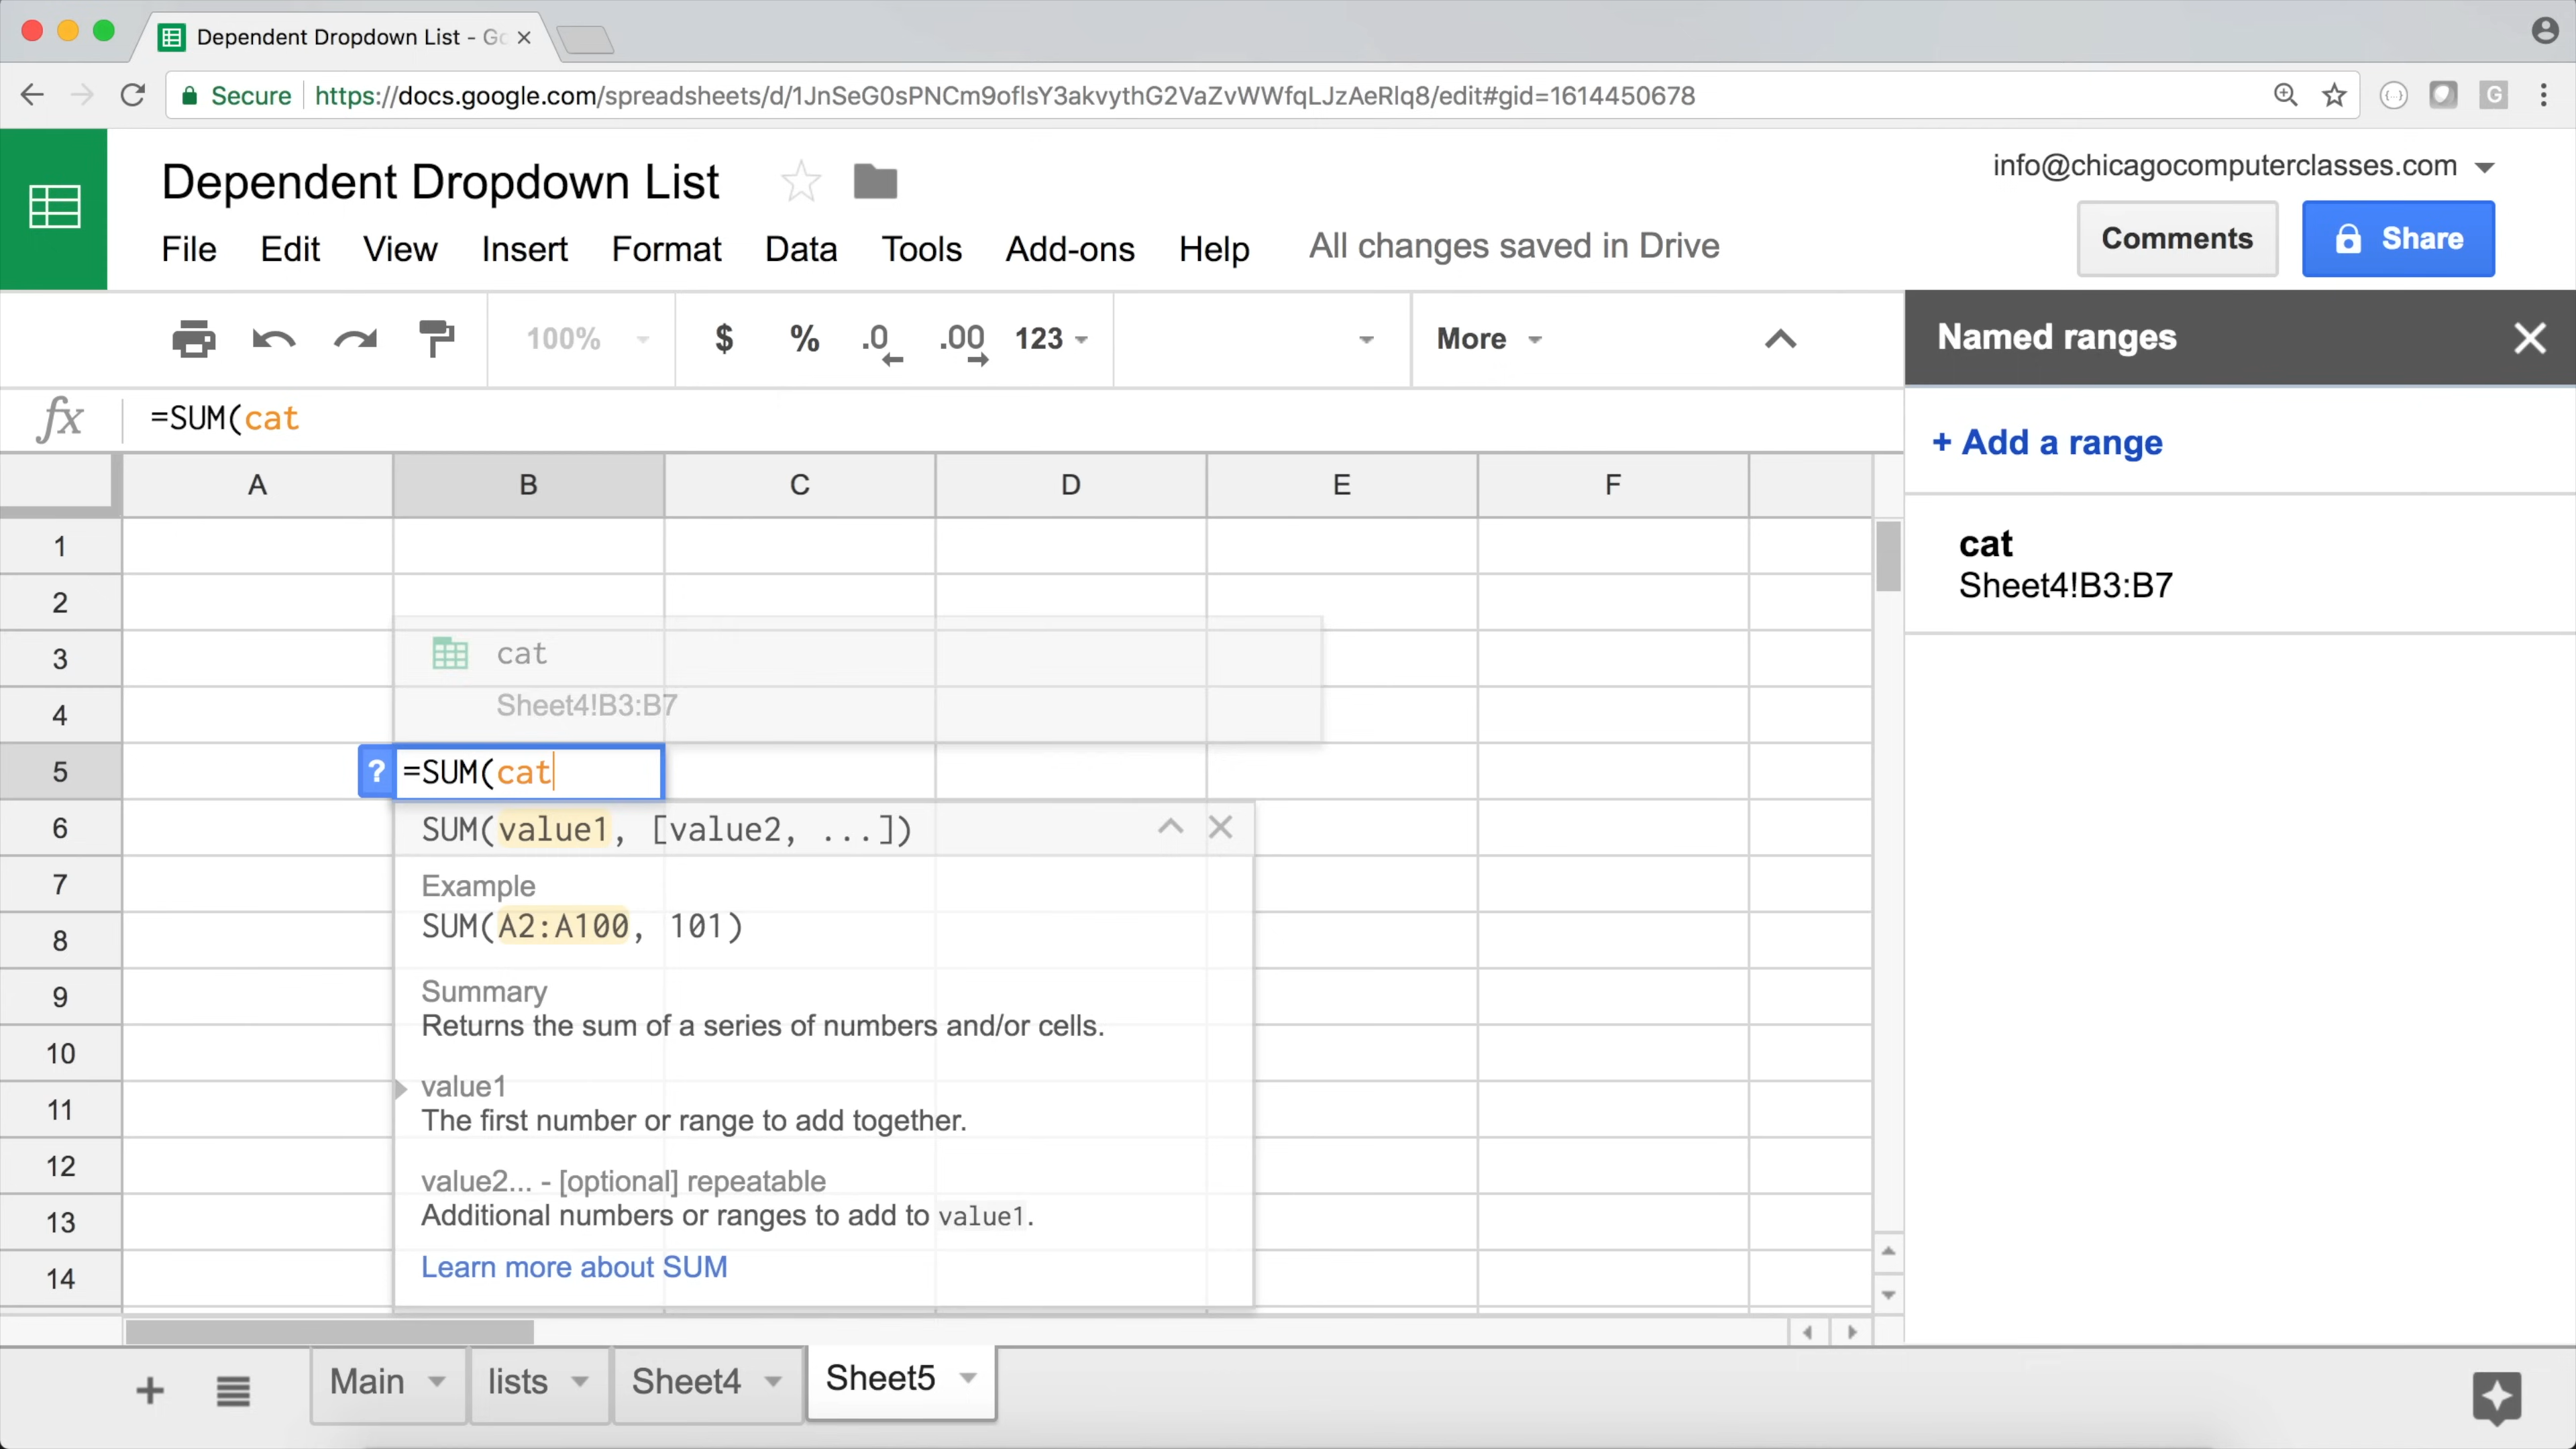 Dependent Dropdown List - Go
Secure https://docs.google.com/spreadsheets/d/1JnSeG0sPNCm9oflsY3akvythG2VaZvWWfqLJzAeRlq8/edit#gid=1614450678
G
Dependent Dropdown List
info@chicagocomputerclasses.com
File Edit View Insert Format Data Tools Add-ons Help All changes saved in Drive
Comments
Share
100% $ % .0 .00 123 More
Named ranges
fx =SUM(cat
+ Add a range
A B C D E F
cat
Sheet4!B3:B7
1
2
3
cat
4
Sheet4!B3:B7
5
? =SUM(cat
6
SUM(value1, [value2, ...])
7
Example
8
SUM(A2:A100, 101)
9
Summary
Returns the sum of a series of numbers and/or cells.
10
value1
11
The first number or range to add together.
12
value2... - [optional] repeatable
13
Additional numbers or ranges to add to value1.
14
Learn more about SUM
Main lists Sheet4 Sheet5